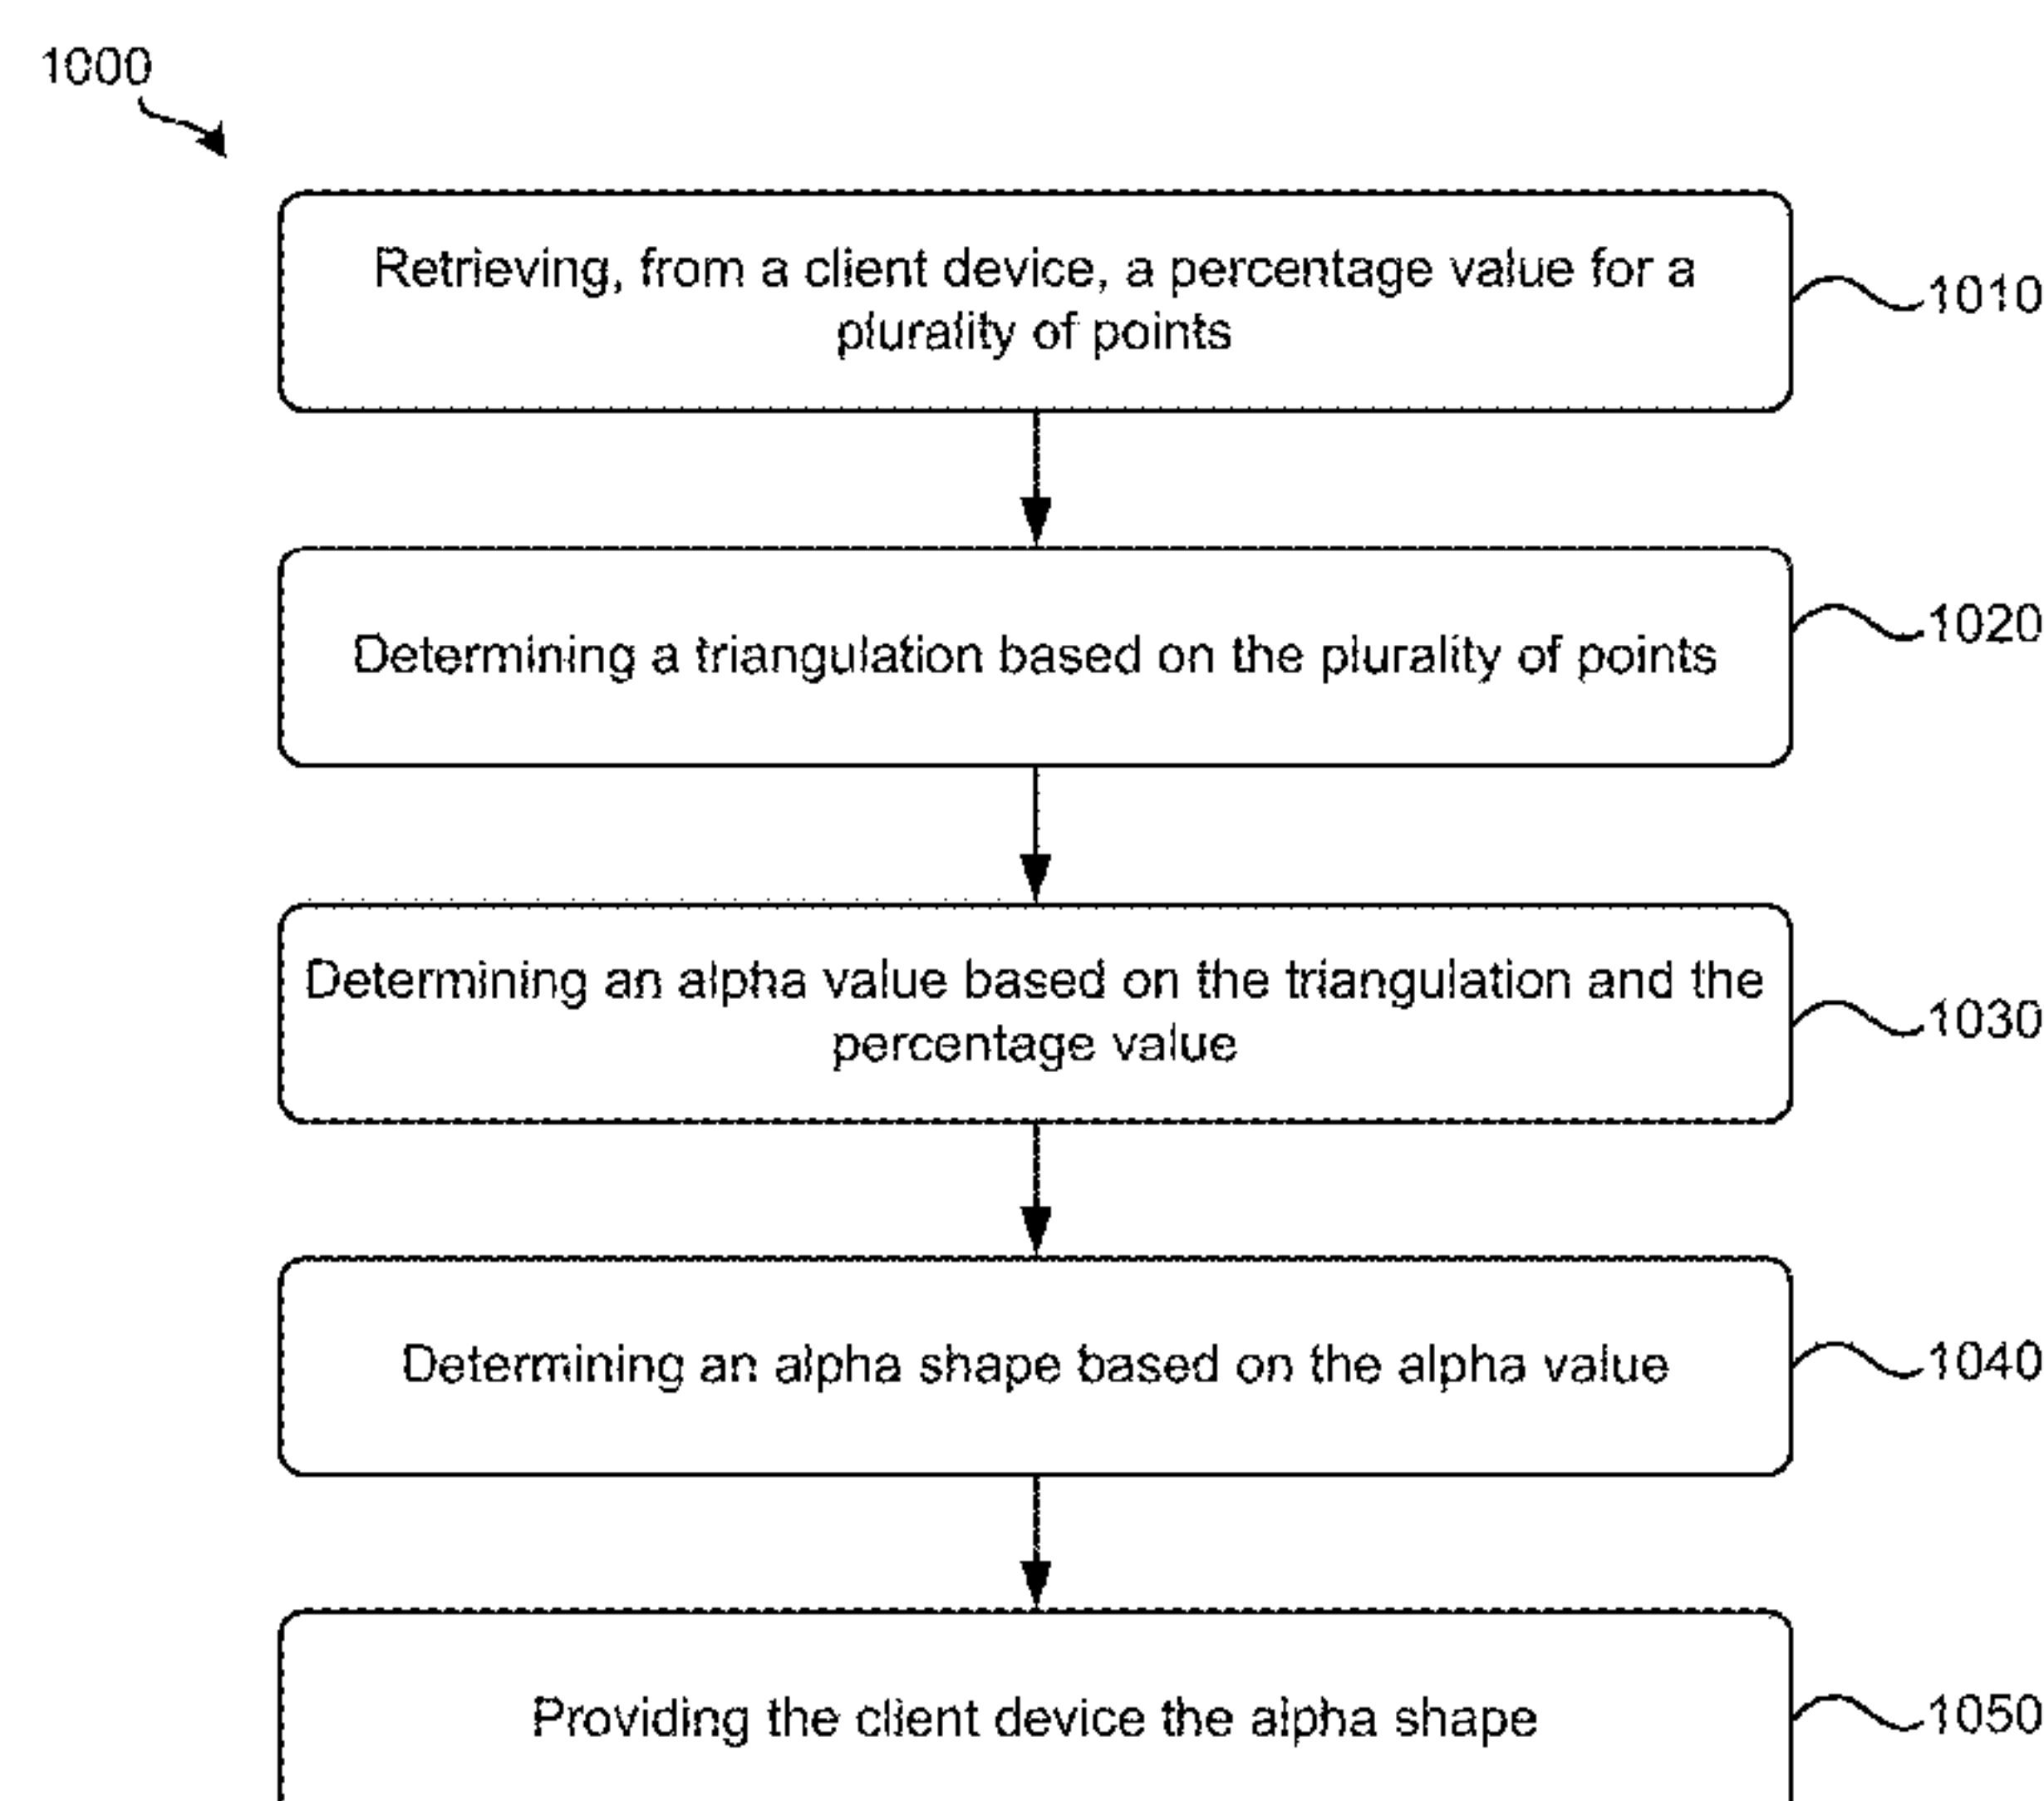 1000
Retrieving, from a client device, a percentage value for a
plurality of points
1010
Determining a triangulation based on the plurality of points
1020
Determining an alpha value based on the triangulation and the
percentage value
1030
Determining an alpha shape based on the alpha value
1040
Providing the client device the alpha shape
1050